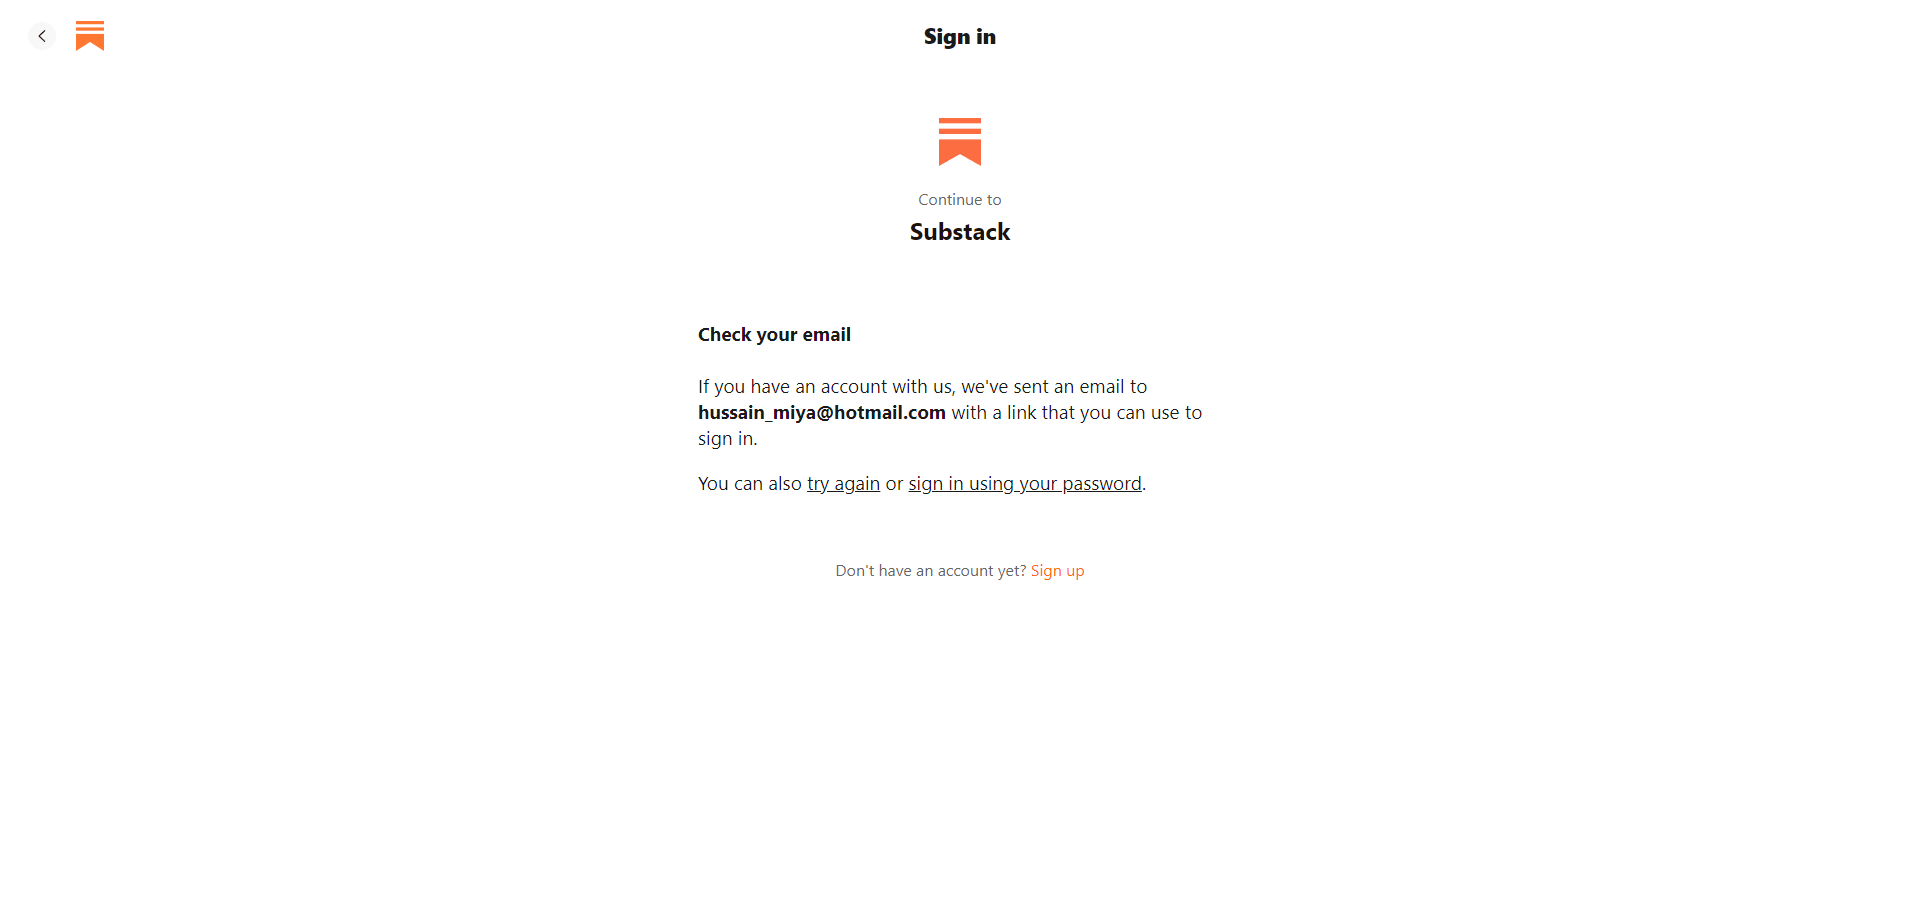 Sign in
Continue to
Substack
Check your email
If you have an account with us, we've sent an email to
hussain_miya@hotmail.com with a link that you can use to
sign in.
You can also try again or sign in using your password.
Don't have an account yet? Sign up